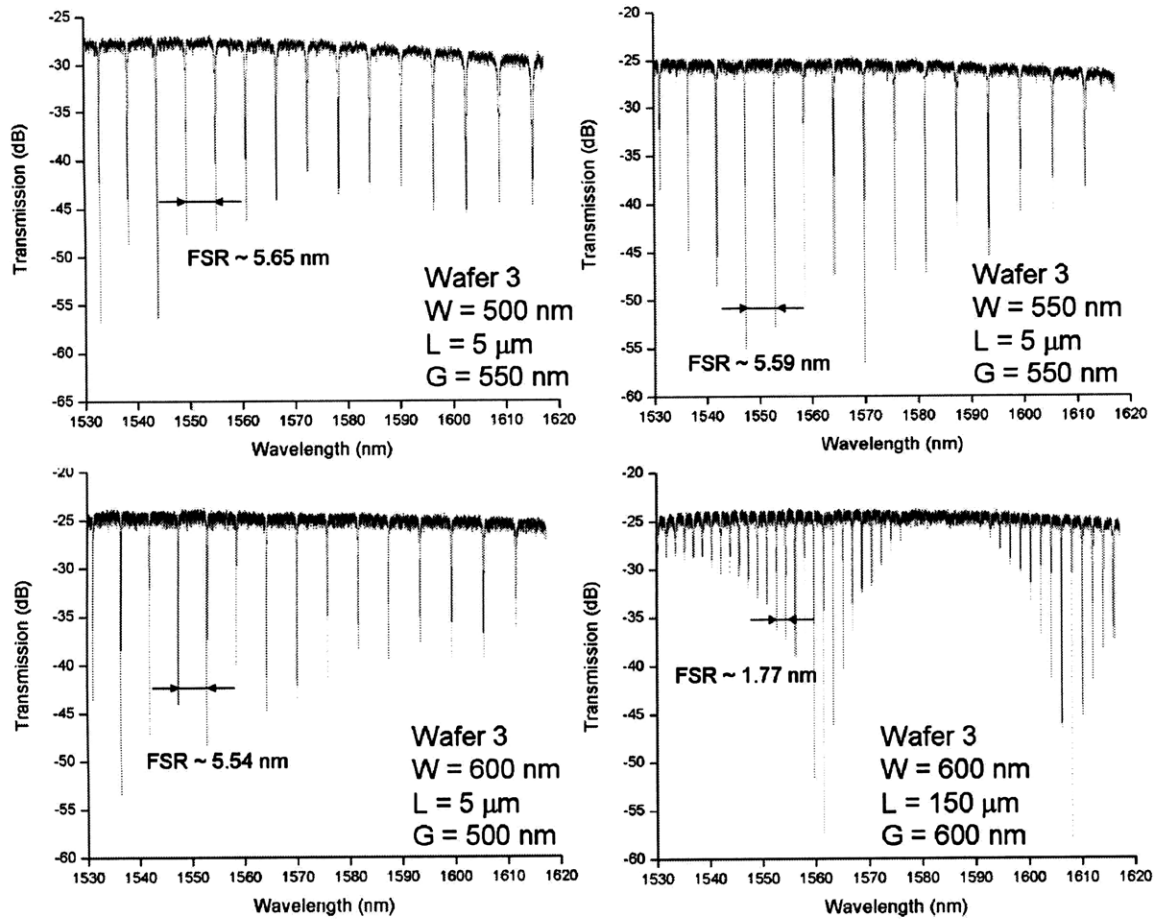 -25
-30
-35
-40
-45
-50
-55
-60
-65
Transmission (dB)
FSR ~ 5.65 nm
Wafer 3
W = 500 nm
L = 5 μm
G = 550 nm
1530 1540 1550 1560 1570 1580 1590 1600 1610 1620
Wavelength (nm)
-20
-25
-30
-35
-40
-45
-50
-55
-60
Transmission (dB)
FSR ~ 5.59 nm
Wafer 3
W = 550 nm
L = 5 μm
G = 550 nm
1530 1540 1550 1560 1570 1580 1590 1600 1610 1620
Wavelength (nm)
-20
-25
-30
-35
-40
-45
-50
-55
-60
Transmission (dB)
FSR ~ 5.54 nm
Wafer 3
W = 600 nm
L = 5 μm
G = 500 nm
1530 1540 1550 1560 1570 1580 1590 1600 1610 1620
Wavelength (nm)
-20
-25
-30
-35
-40
-45
-50
-55
-60
Transmission (dB)
FSR ~ 1.77 nm
Wafer 3
W = 600 nm
L = 150 μm
G = 600 nm
1530 1540 1550 1560 1570 1580 1590 1600 1610 1620
Wavelength (nm)